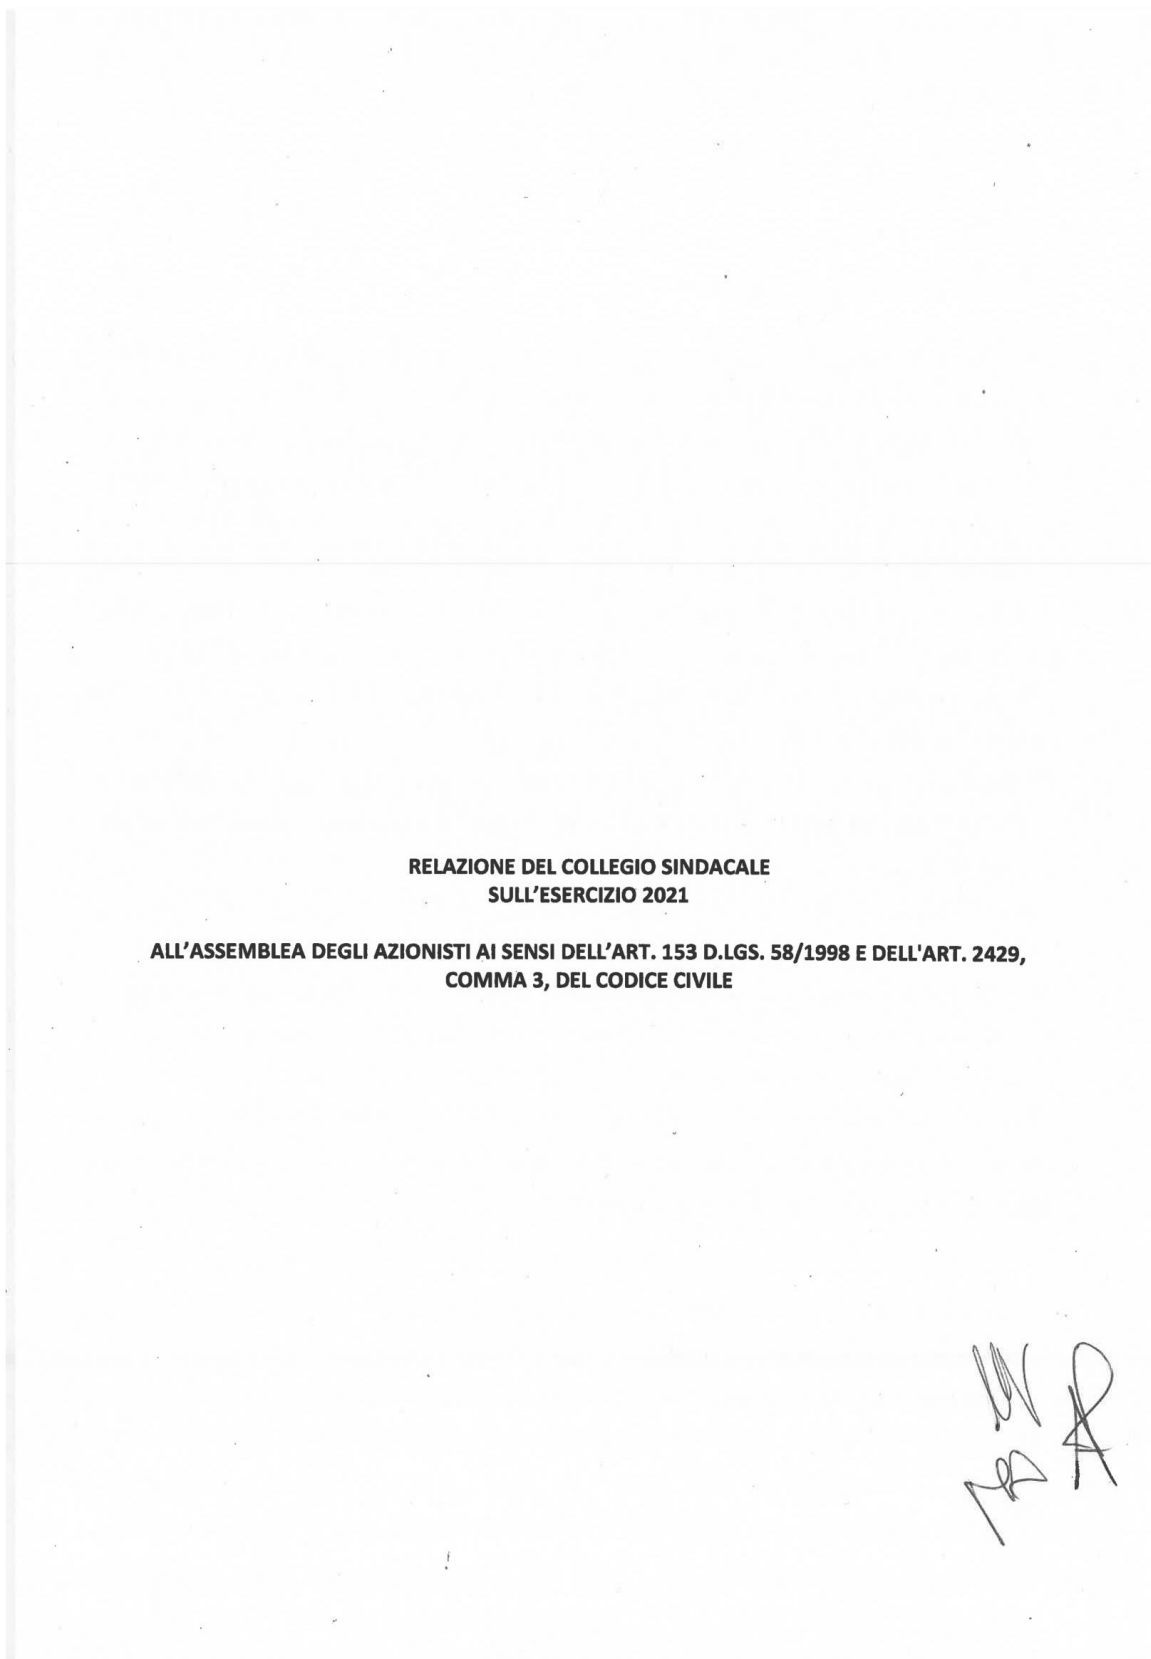 RELAZIONE DEL COLLEGIO SINDACALE
SULL'ESERCIZIO 2021
ALL'ASSEMBLEA DEGLI AZIONISTI AI SENSI DELL'ART. 153 D.LGS. 58/1998 E DELL'ART. 2429,
COMMA 3, DEL CODICE CIVILE